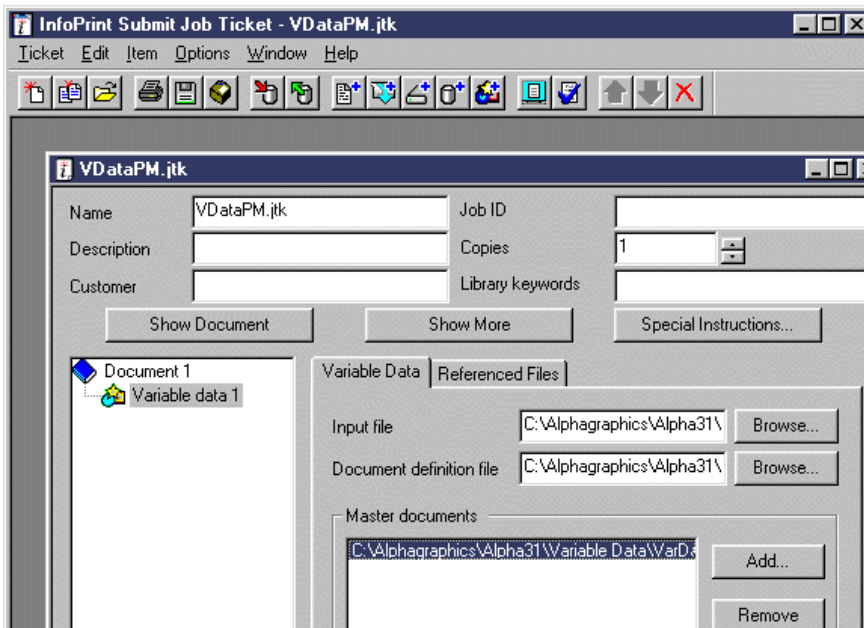 InfoPrint Submit Job Ticket - VDataPM.jtk
Ticket Edit Item Options Window Help
VDataPM.jtk
Name VDataPM.jtk Job ID
Description Copies 1
Customer Library keywords
Show Document Show More Special Instructions...
Document 1
Variable data 1
Variable Data Referenced Files
Input file C:\Alphagraphics\Alpha31\ Browse...
Document definition file C:\Alphagraphics\Alpha31\ Browse...
Master documents
C:\Alphagraphics\Alpha31\Variable Data\VarDa
Add...
Remove